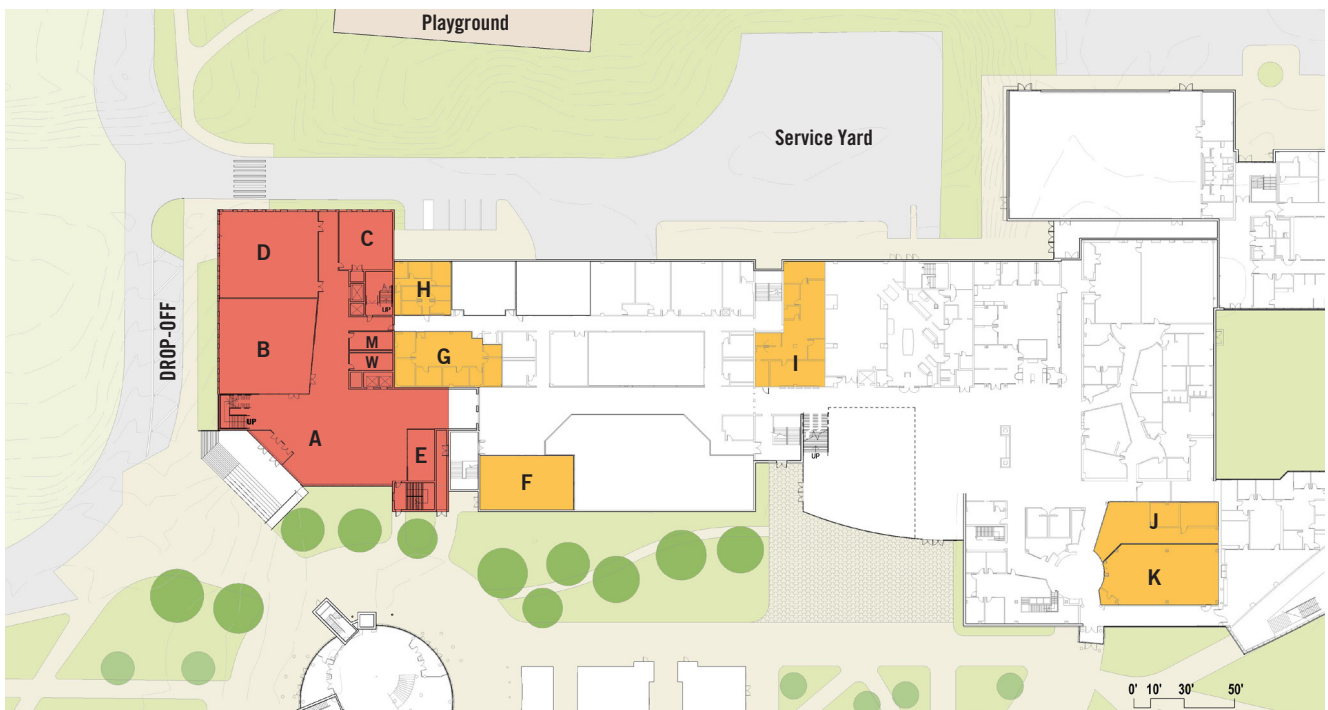 Playground
Service Yard
DROP-OFF
D
C
H
UP
M
W
B
G
I
UP
A
E
F
UP
J
K
0' 10' 30' 50'